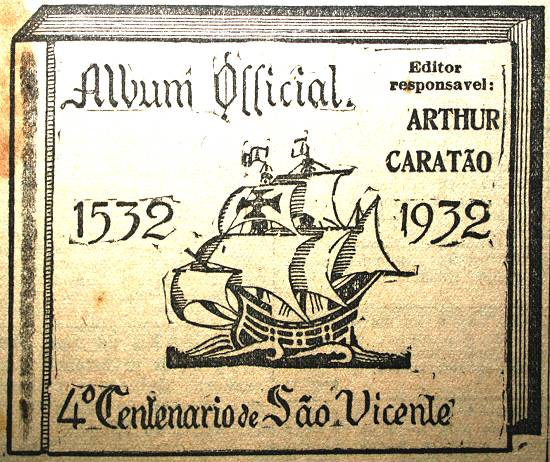 Album Official.
Editor
responsavel:
ARTHUR
CARATÃO
1532
1932
4º Centenario de São Vicente